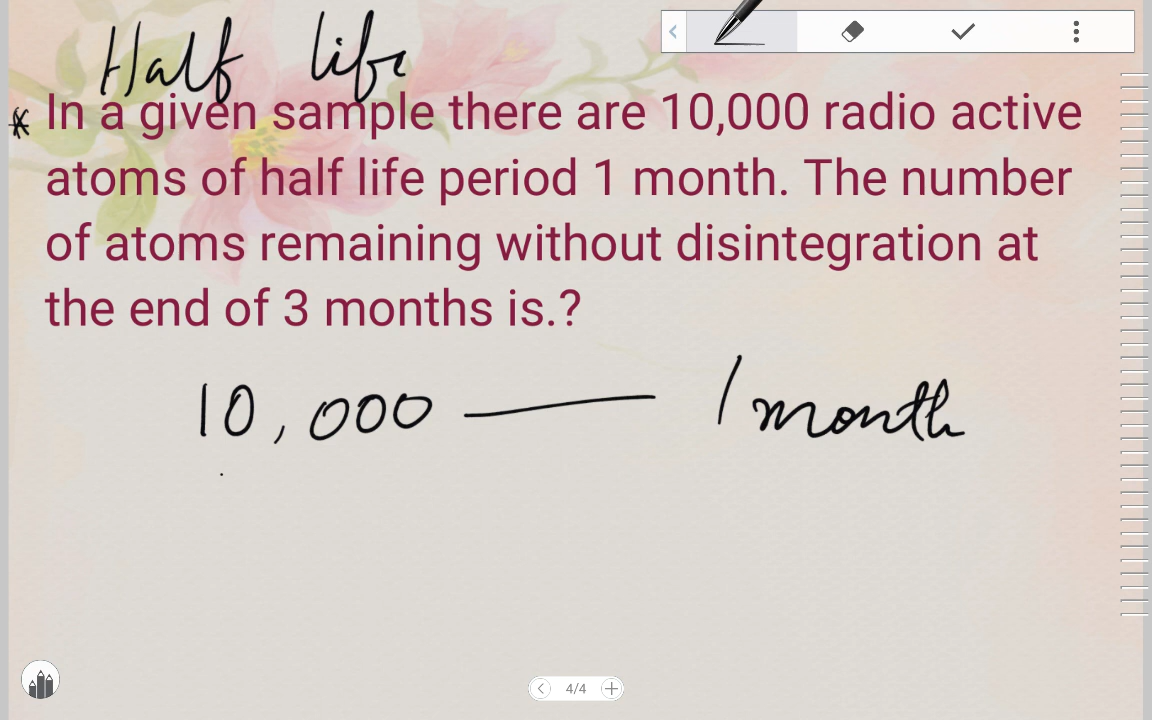 Half life
* In a given sample there are 10,000 radio active
atoms of half life period 1 month. The number
of atoms remaining without disintegration at
the end of 3 months is.?
10,000 — 1 month
4/4